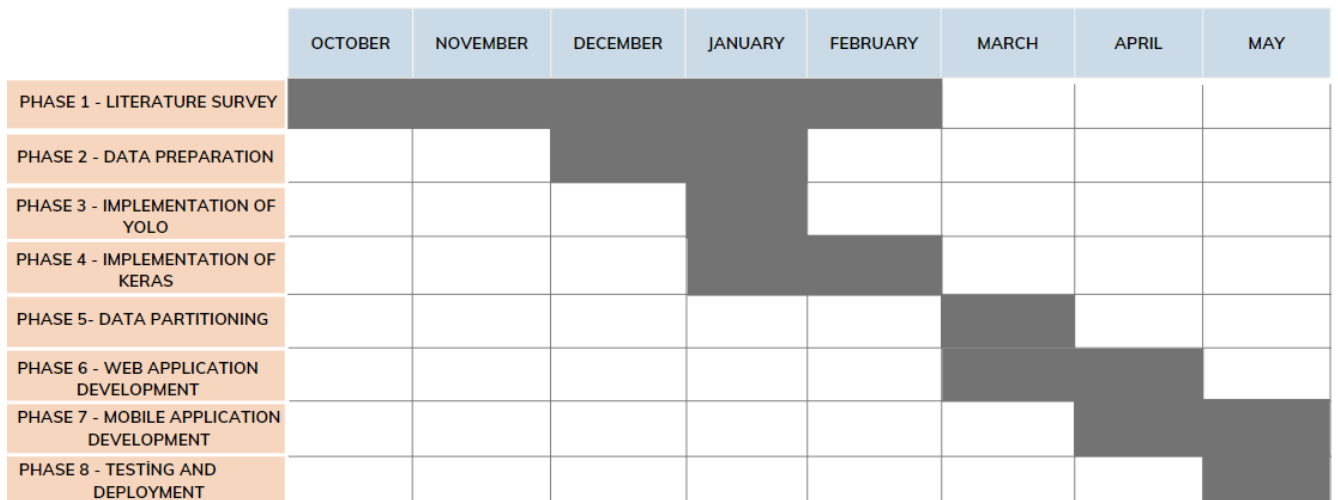 OCTOBER NOVEMBER DECEMBER JANUARY FEBRUARY MARCH APRIL MAY
PHASE 1 - LITERATURE SURVEY
PHASE 2 - DATA PREPARATION
PHASE 3 - IMPLEMENTATION OF
YOLO
PHASE 4 - IMPLEMENTATION OF
KERAS
PHASE 5- DATA PARTITIONING
PHASE 6 - WEB APPLICATION
DEVELOPMENT
PHASE 7 - MOBILE APPLICATION
DEVELOPMENT
PHASE 8 - TESTİNG AND
DEPLOYMENT